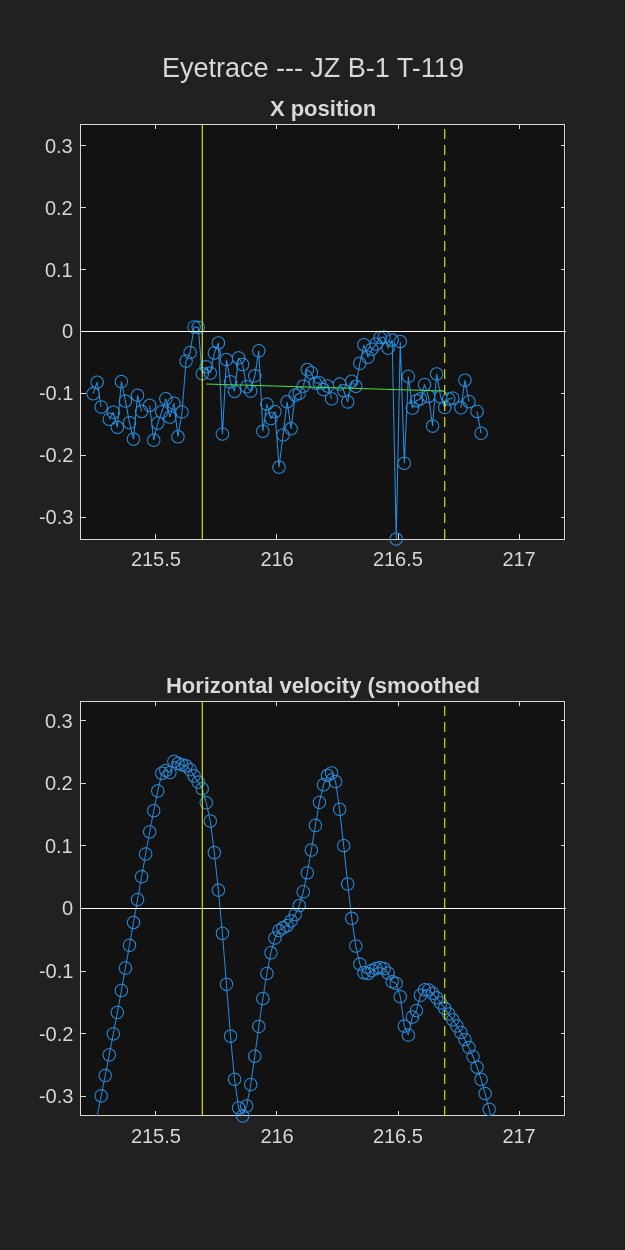 Eyetrace --- JZ B-1 T-119
X position
0.3
0.2
0.1
0
-0.1
-0.2
-0.3
215.5 216 216.5 217
Horizontal velocity (smoothed
0.3
0.2
0.1
0
-0.1
-0.2
-0.3
215.5 216 216.5 217